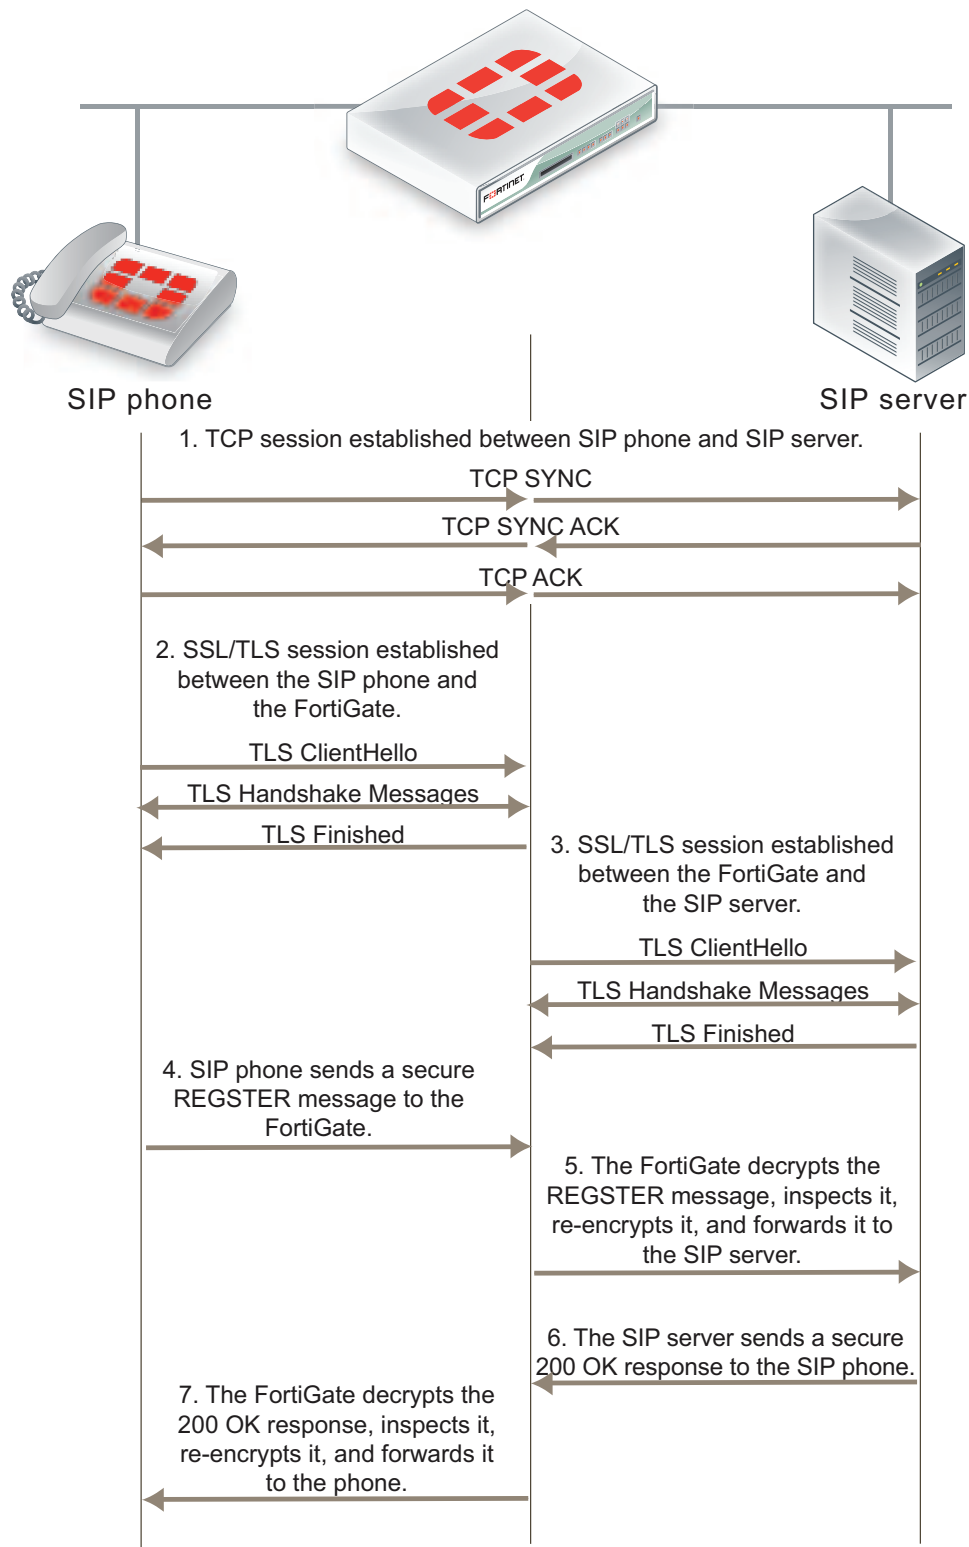 FORTINET
SIP phone
SIP server
1. TCP session established between SIP phone and SIP server.
TCP SYNC
TCP SYNC ACK
TCP ACK
2. SSL/TLS session established
between the SIP phone and
the FortiGate.
TLS ClientHello
TLS Handshake Messages
TLS Finished
3. SSL/TLS session established
between the FortiGate and
the SIP server.
TLS ClientHello
TLS Handshake Messages
TLS Finished
4. SIP phone sends a secure
REGSTER message to the
FortiGate.
5. The FortiGate decrypts the
REGSTER message, inspects it,
re-encrypts it, and forwards it to
the SIP server.
6. The SIP server sends a secure
200 OK response to the SIP phone.
7. The FortiGate decrypts the
200 OK response, inspects it,
re-encrypts it, and forwards it
to the phone.